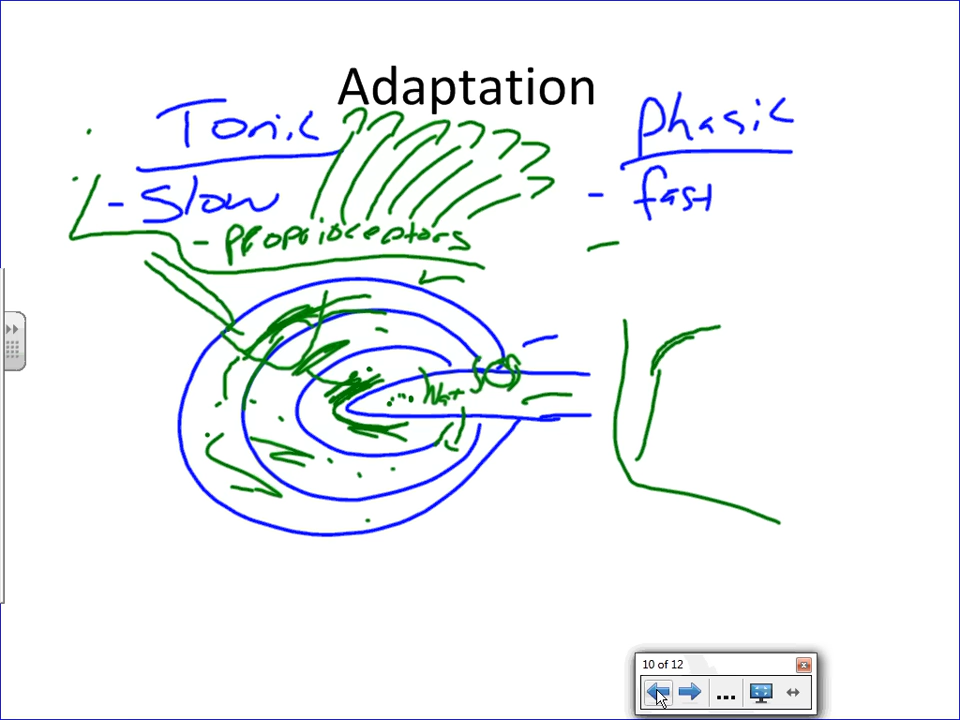 Adaptation
Tonic
Phasic
- Slow
- fast
- proprioceptors
Na+
10 of 12